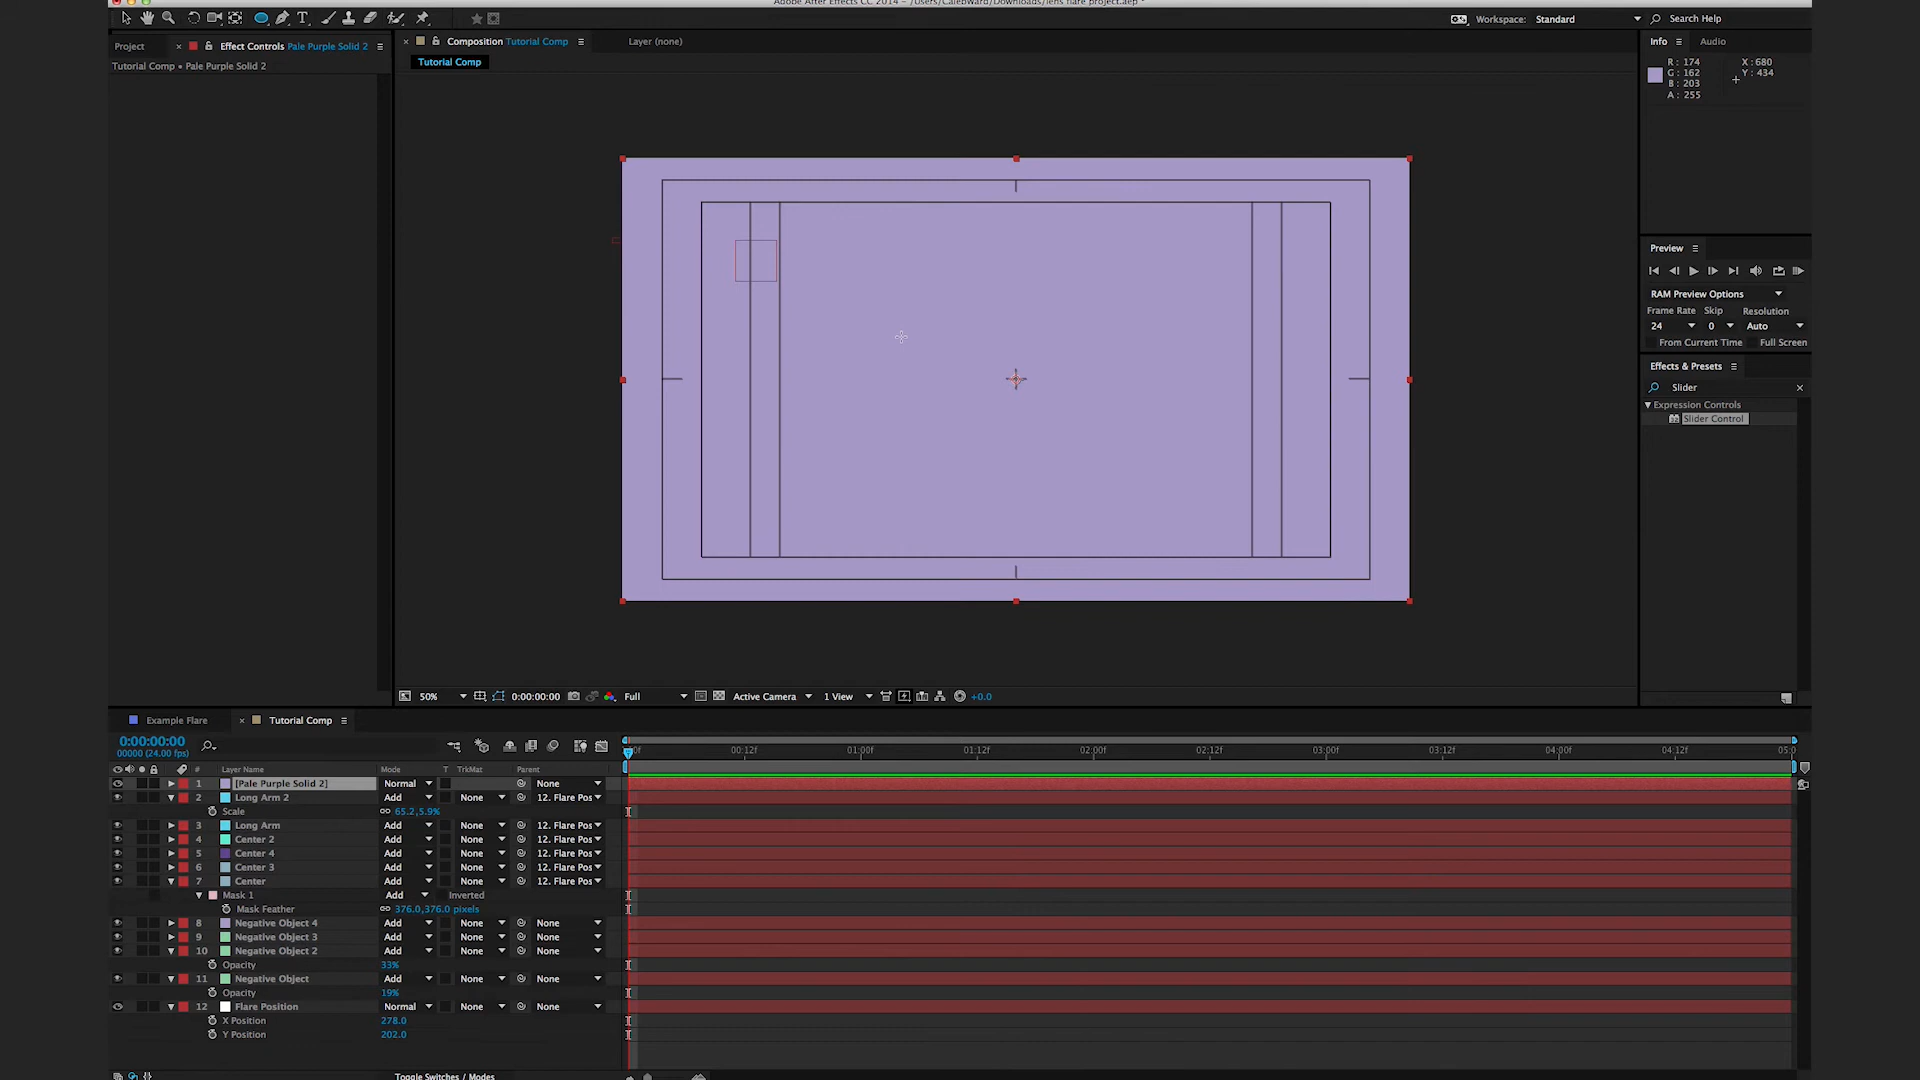 Adobe After Effects CC 2014 - /Users/CalebWard/Downloads/lens flare project.aep *
Workspace: Standard
Search Help
Project
Effect Controls Pale Purple Solid 2
Tutorial Comp • Pale Purple Solid 2
Composition Tutorial Comp
Layer (none)
Tutorial Comp
Info
Audio
R : 174
G : 162
B : 203
A : 255
X : 680
Y : 434
Preview
RAM Preview Options
Frame Rate Skip Resolution
24 0 Auto
From Current Time Full Screen
Effects & Presets
Slider
Expression Controls
Slider Control
50%
0:00:00:00
Full
Active Camera
1 View
+0.0
Example Flare
Tutorial Comp
0:00:00:00
00000 (24.00 fps)
00:12f 01:00f 01:12f 02:00f 02:12f 03:00f 03:12f 04:00f 04:12f
# Layer Name Mode T TrkMat Parent
1 [Pale Purple Solid 2] Normal None
2 Long Arm 2 Add None 12. Flare Pos
Scale 65.2,5.9%
3 Long Arm Add None 12. Flare Pos
4 Center 2 Add None 12. Flare Pos
5 Center 4 Add None 12. Flare Pos
6 Center 3 Add None 12. Flare Pos
7 Center Add None 12. Flare Pos
Mask 1 Add Inverted
Mask Feather 376.0,376.0 pixels
8 Negative Object 4 Add None None
9 Negative Object 3 Add None None
10 Negative Object 2 Add None None
Opacity 33%
11 Negative Object Add None None
Opacity 19%
12 Flare Position Normal None None
X Position 278.0
Y Position 202.0
Toggle Switches / Modes